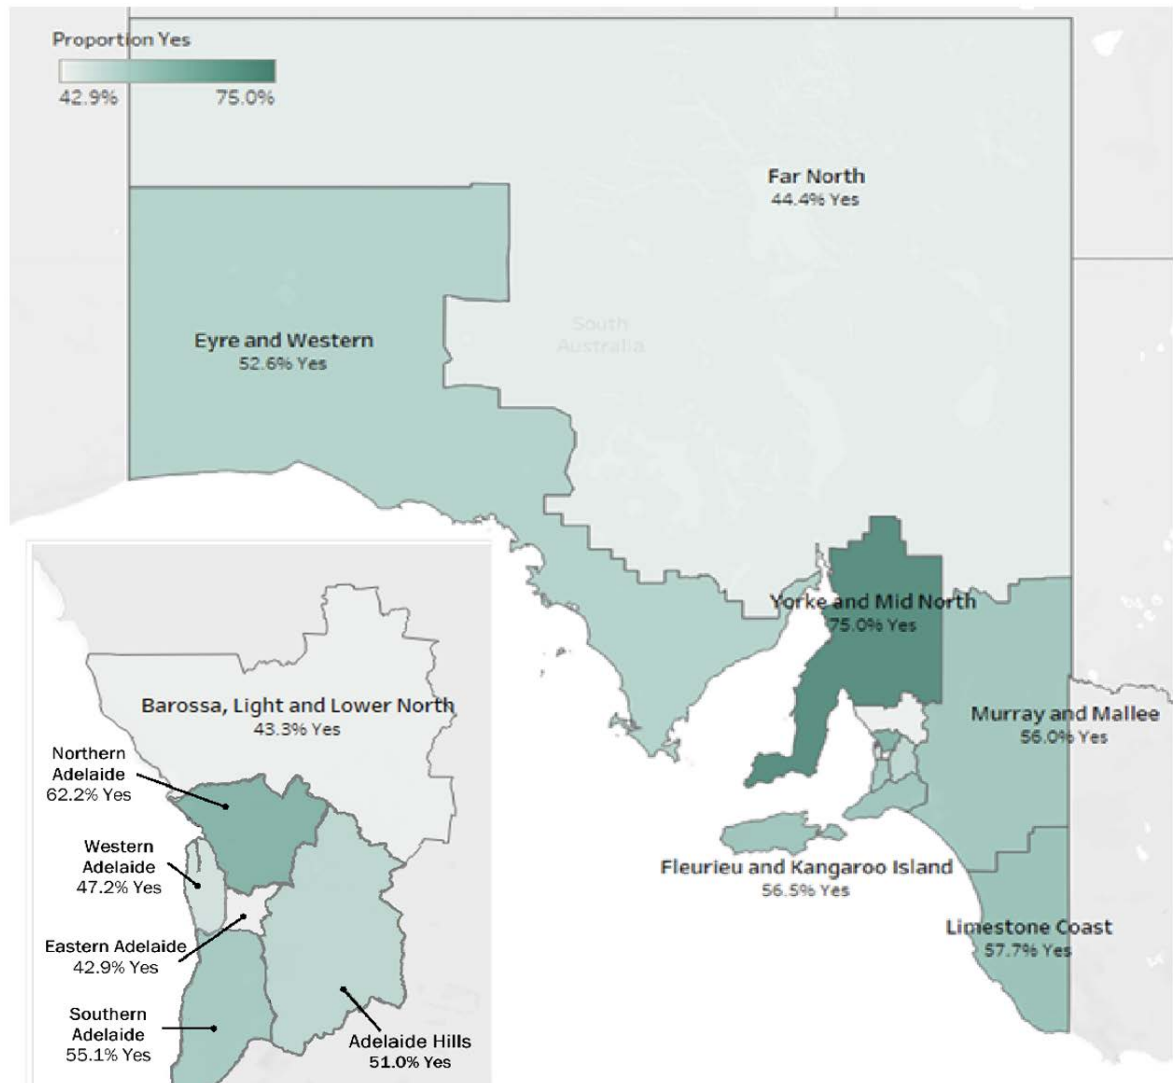 Proportion Yes
42.9% 75.0%
Far North
44.4% Yes
Eyre and Western
52.6% Yes
South
Australia
Yorke and Mid North
75.0% Yes
Murray and Mallee
56.0% Yes
Fleurieu and Kangaroo Island
56.5% Yes
Limestone Coast
57.7% Yes
Barossa, Light and Lower North
43.3% Yes
Northern
Adelaide
62.2% Yes
Western
Adelaide
47.2% Yes
Eastern Adelaide
42.9% Yes
Southern
Adelaide
55.1% Yes
Adelaide Hills
51.0% Yes